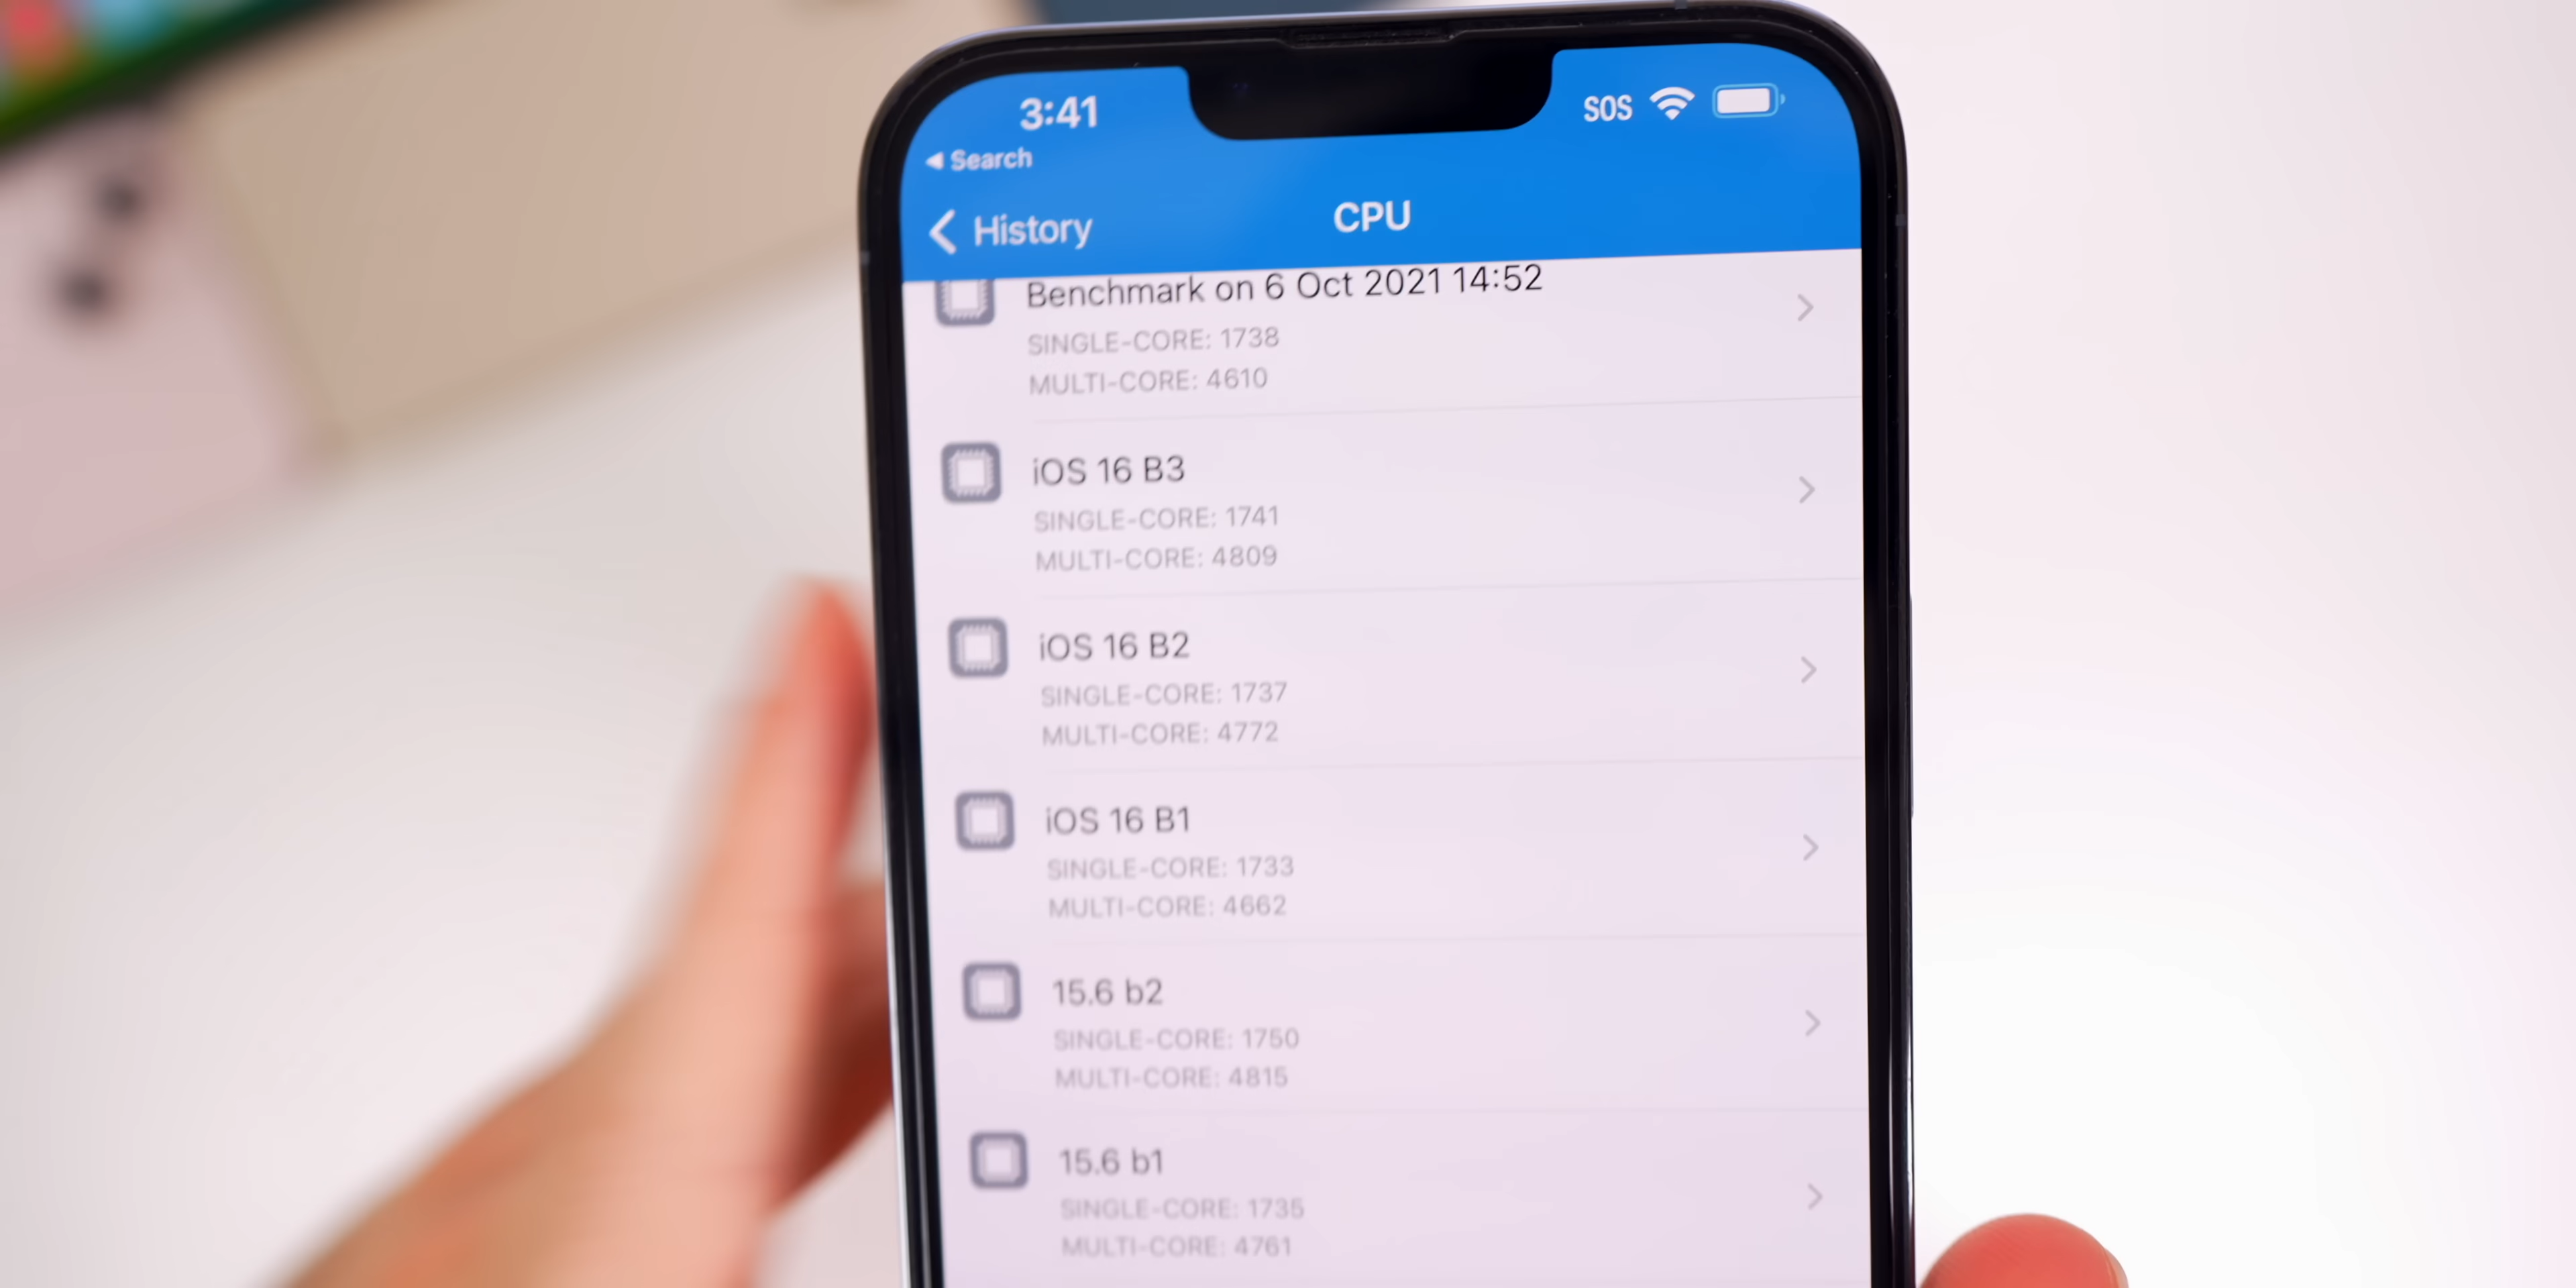 3:41
SOS
◀ Search
History
CPU
Benchmark on 6 Oct 2021 14:52
SINGLE-CORE: 1738
MULTI-CORE: 4610
iOS 16 B3
SINGLE-CORE: 1741
MULTI-CORE: 4809
iOS 16 B2
SINGLE-CORE: 1737
MULTI-CORE: 4772
iOS 16 B1
SINGLE-CORE: 1733
MULTI-CORE: 4662
15.6 b2
SINGLE-CORE: 1750
MULTI-CORE: 4815
15.6 b1
SINGLE-CORE: 1735
MULTI-CORE: 4761